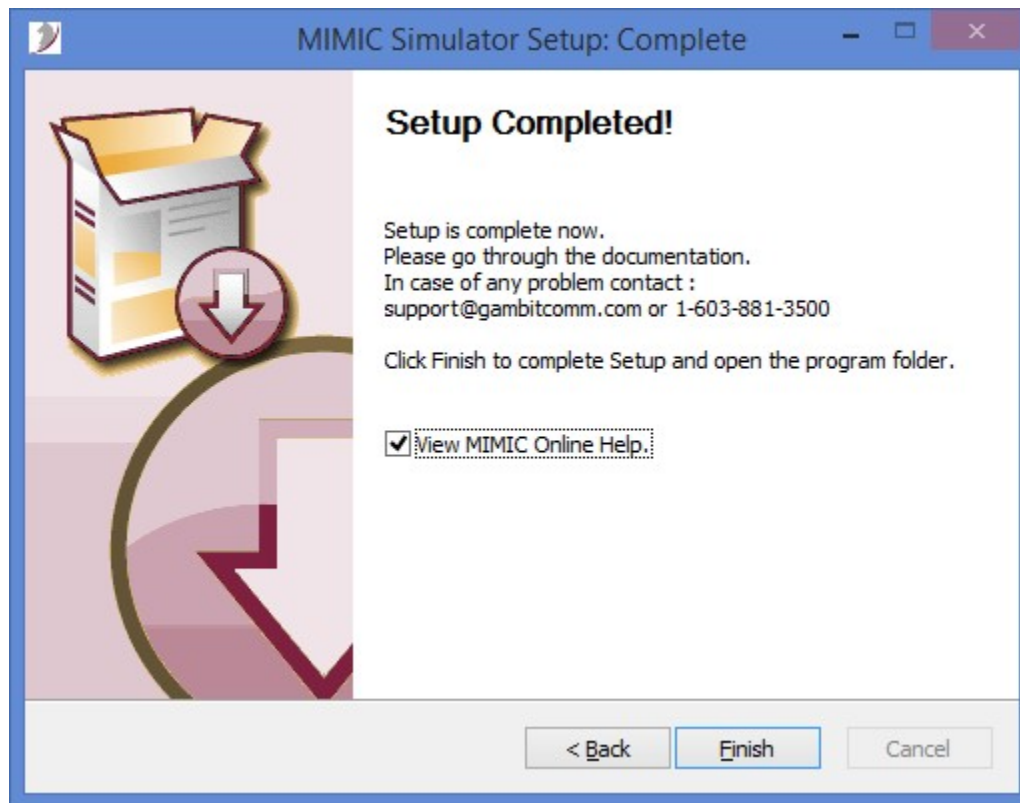 MIMIC Simulator Setup: Complete
Setup Completed!
Setup is complete now.
Please go through the documentation.
In case of any problem contact :
support@gambitcomm.com or 1-603-881-3500
Click Finish to complete Setup and open the program folder.
View MIMIC Online Help.
< Back
Finish
Cancel